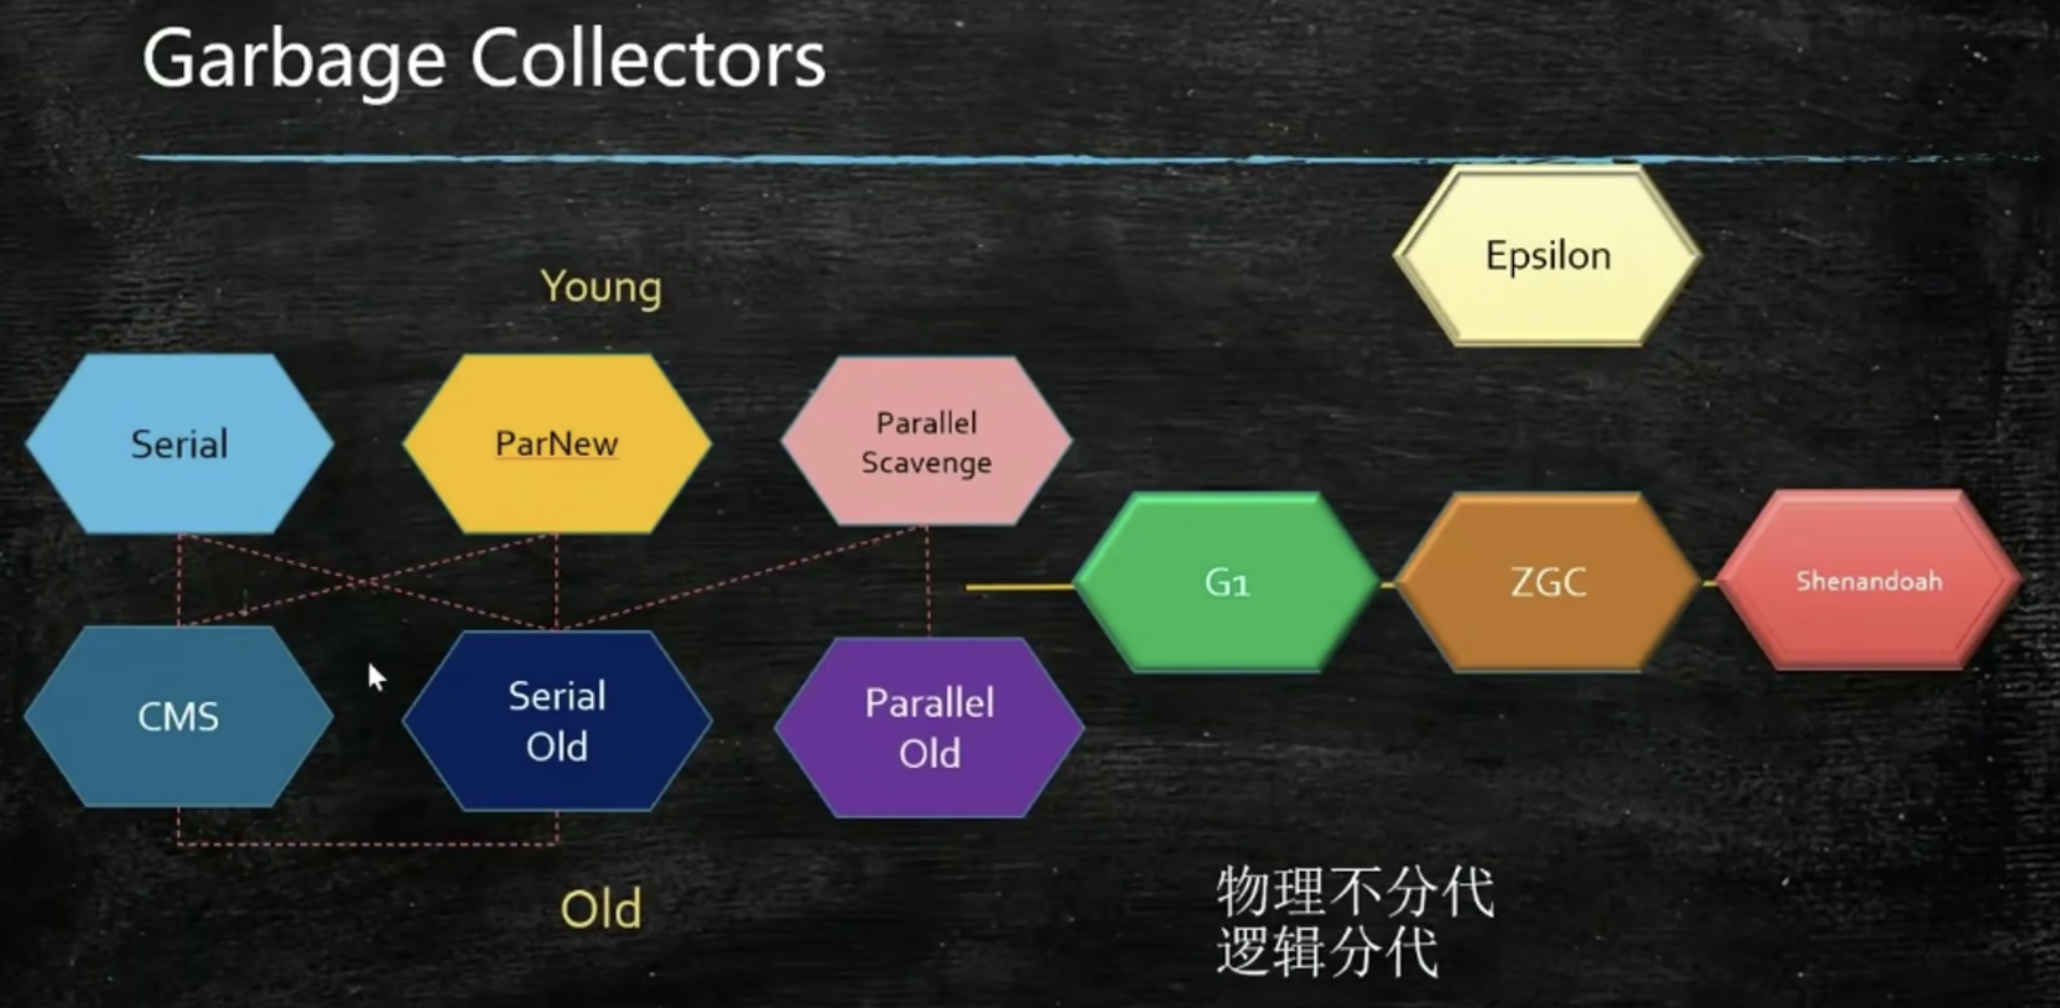 Garbage Collectors
Epsilon
Young
Serial
ParNew
Parallel
Scavenge
G1
ZGC
Shenandoah
CMS
Serial
Old
Parallel
Old
Old
物理不分代
逻辑分代